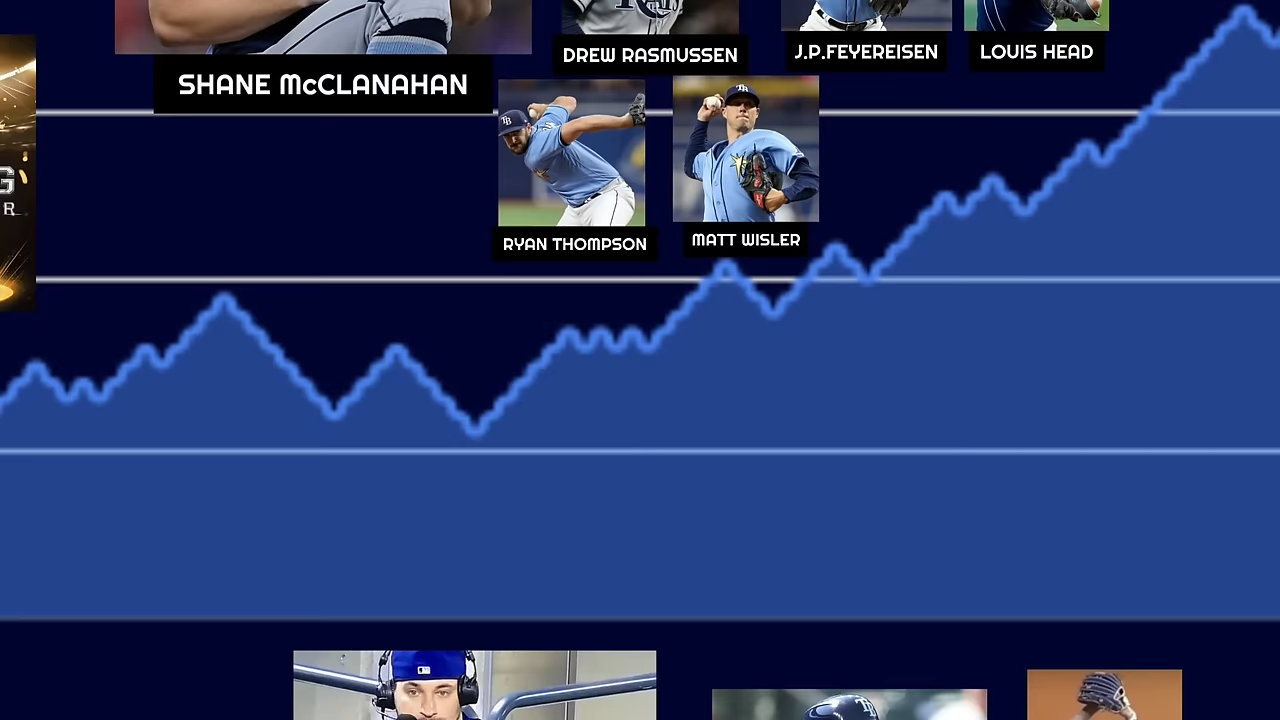 DREW RASMUSSEN
J.P.FEYEREISEN
LOUIS HEAD
SHANE McCLANAHAN
RYAN THOMPSON
MATT WISLER